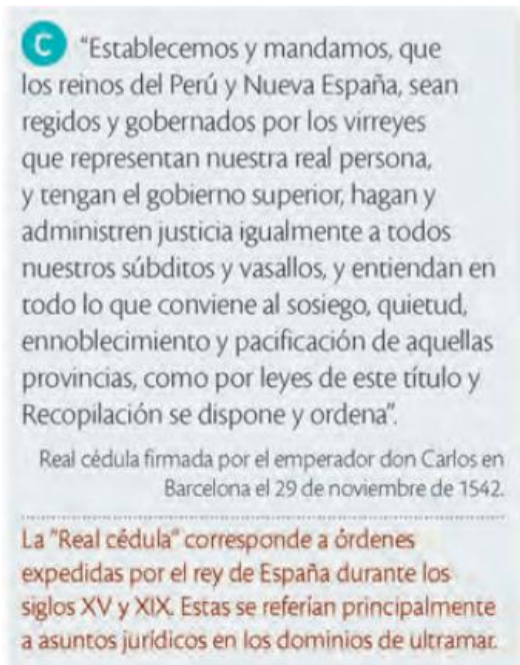 C "Establecemos y mandamos, que
los reinos del Perú y Nueva España, sean
regidos y gobernados por los virreyes
que representan nuestra real persona,
y tengan el gobierno superior, hagan y
administren justicia igualmente a todos
nuestros súbditos y vasallos, y entiendan en
todo lo que conviene al sosiego, quietud,
ennoblecimiento y pacificación de aquellas
provincias, como por leyes de este título y
Recopilación se dispone y ordena".
Real cédula firmada por el emperador don Carlos en
Barcelona el 29 de noviembre de 1542.
La "Real cédula" corresponde a órdenes
expedidas por el rey de España durante los
siglos XV y XIX. Estas se referían principalmente
a asuntos jurídicos en los dominios de ultramar.